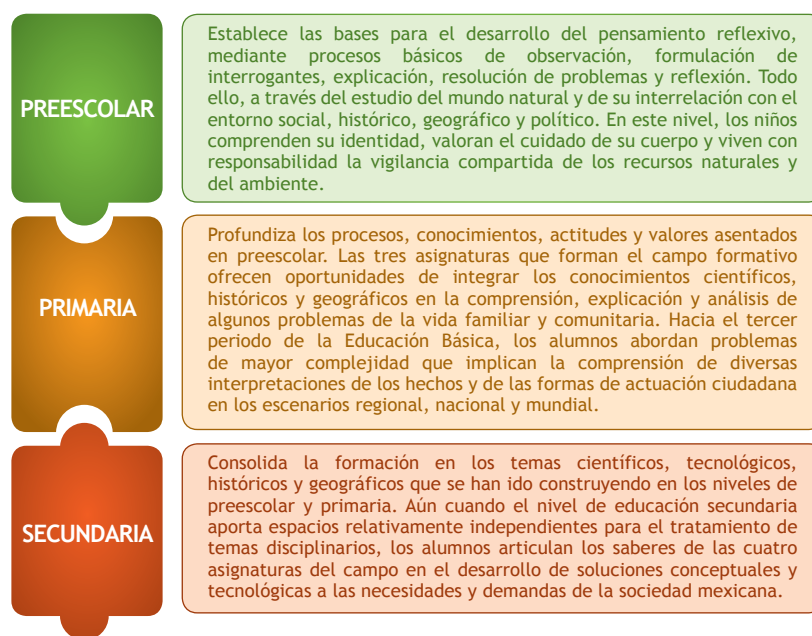 PREESCOLAR
Establece las bases para el desarrollo del pensamiento reflexivo,
mediante procesos básicos de observación, formulación de
interrogantes, explicación, resolución de problemas y reflexión. Todo
ello, a través del estudio del mundo natural y de su interrelación con el
entorno social, histórico, geográfico y político. En este nivel, los niños
comprenden su identidad, valoran el cuidado de su cuerpo y viven con
responsabilidad la vigilancia compartida de los recursos naturales y
del ambiente.
PRIMARIA
Profundiza los procesos, conocimientos, actitudes y valores asentados
en preescolar. Las tres asignaturas que forman el campo formativo
ofrecen oportunidades de integrar los conocimientos científicos,
históricos y geográficos en la comprensión, explicación y análisis de
algunos problemas de la vida familiar y comunitaria. Hacia el tercer
periodo de la Educación Básica, los alumnos abordan problemas
de mayor complejidad que implican la comprensión de diversas
interpretaciones de los hechos y de las formas de actuación ciudadana
en los escenarios regional, nacional y mundial.
SECUNDARIA
Consolida la formación en los temas científicos, tecnológicos,
históricos y geográficos que se han ido construyendo en los niveles de
preescolar y primaria. Aún cuando el nivel de educación secundaria
aporta espacios relativamente independientes para el tratamiento de
temas disciplinarios, los alumnos articulan los saberes de las cuatro
asignaturas del campo en el desarrollo de soluciones conceptuales y
tecnológicas a las necesidades y demandas de la sociedad mexicana.